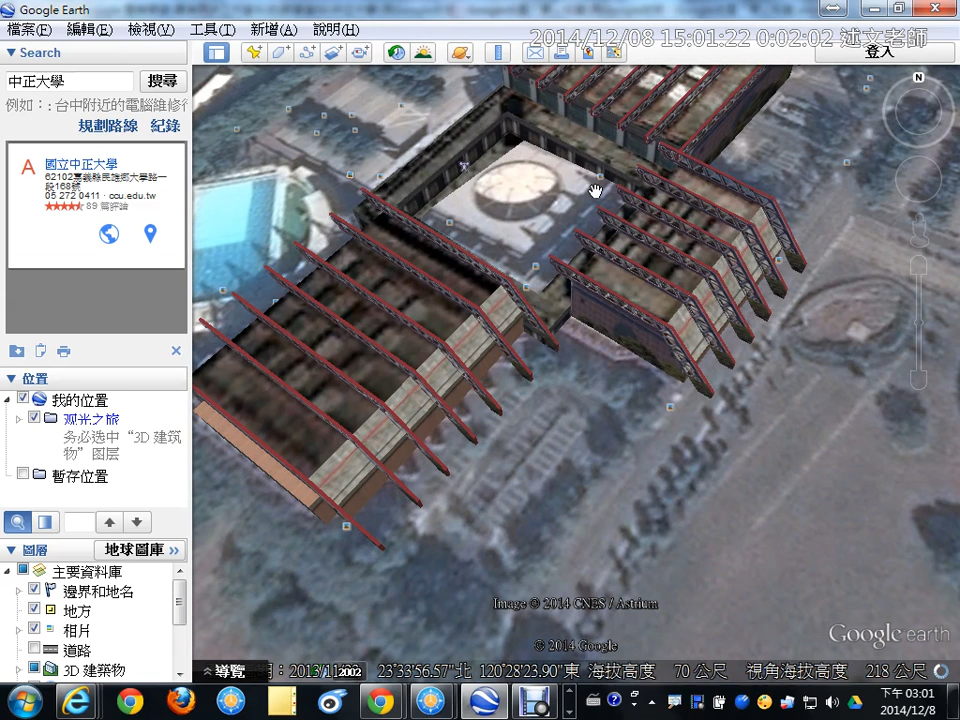 Google Earth
檔案(F) 編輯(E) 檢視(V) 工具(T) 新增(A) 說明(H)
2014/12/08 15:01:22 0:02:02 述文老師
登入
Search
中正大學
搜尋
例如：: 台中附近的電腦維修行
規劃路線 紀錄
A
國立中正大學
62102嘉義縣民雄鄉大學路一
段168號
05 272 0411 · ccu.edu.tw
89 篇評論
位置
我的位置
观光之旅
务必选中“3D 建筑
物”图层
暫存位置
圖層
地球圖庫 »
主要資料庫
邊界和地名
地方
相片
道路
3D 建築物
N
Image © 2014 CNES / Astrium
© 2014 Google
Google earth
導覽
2013/11/22
2002
23°33'56.57"北 120°28'23.90"東 海拔高度 70 公尺 視角海拔高度 218 公尺
下午 03:01
2014/12/8